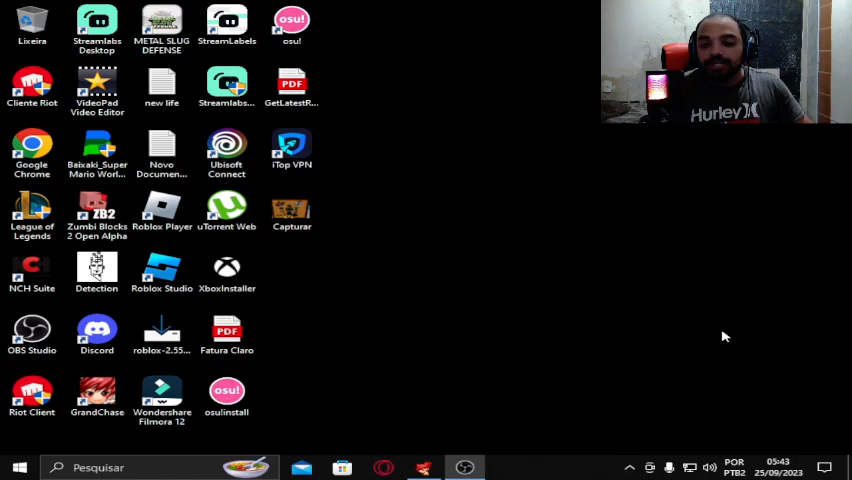 Lixeira
Streamlabs
Desktop
METAL SLUG
DEFENSE
StreamLabels
osu!
Cliente Riot
VideoPad
Video Editor
new life
Streamlabs...
PDF
GetLatestR...
Google
Chrome
Baixaki_Super
Mario Worl...
Novo
Documen...
Ubisoft
Connect
iTop VPN
League of
Legends
ZB2
Zumbi Blocks
2 Open Alpha
Roblox Player
uTorrent Web
Capturar
NCH Suite
Detection
Roblox Studio
XboxInstaller
OBS Studio
Discord
roblox-2.55...
PDF
Fatura Claro
Riot Client
GrandChase
Wondershare
Filmora 12
osu!
osu!install
Hurley
Pesquisar
POR
PTB2
05:43
25/09/2023